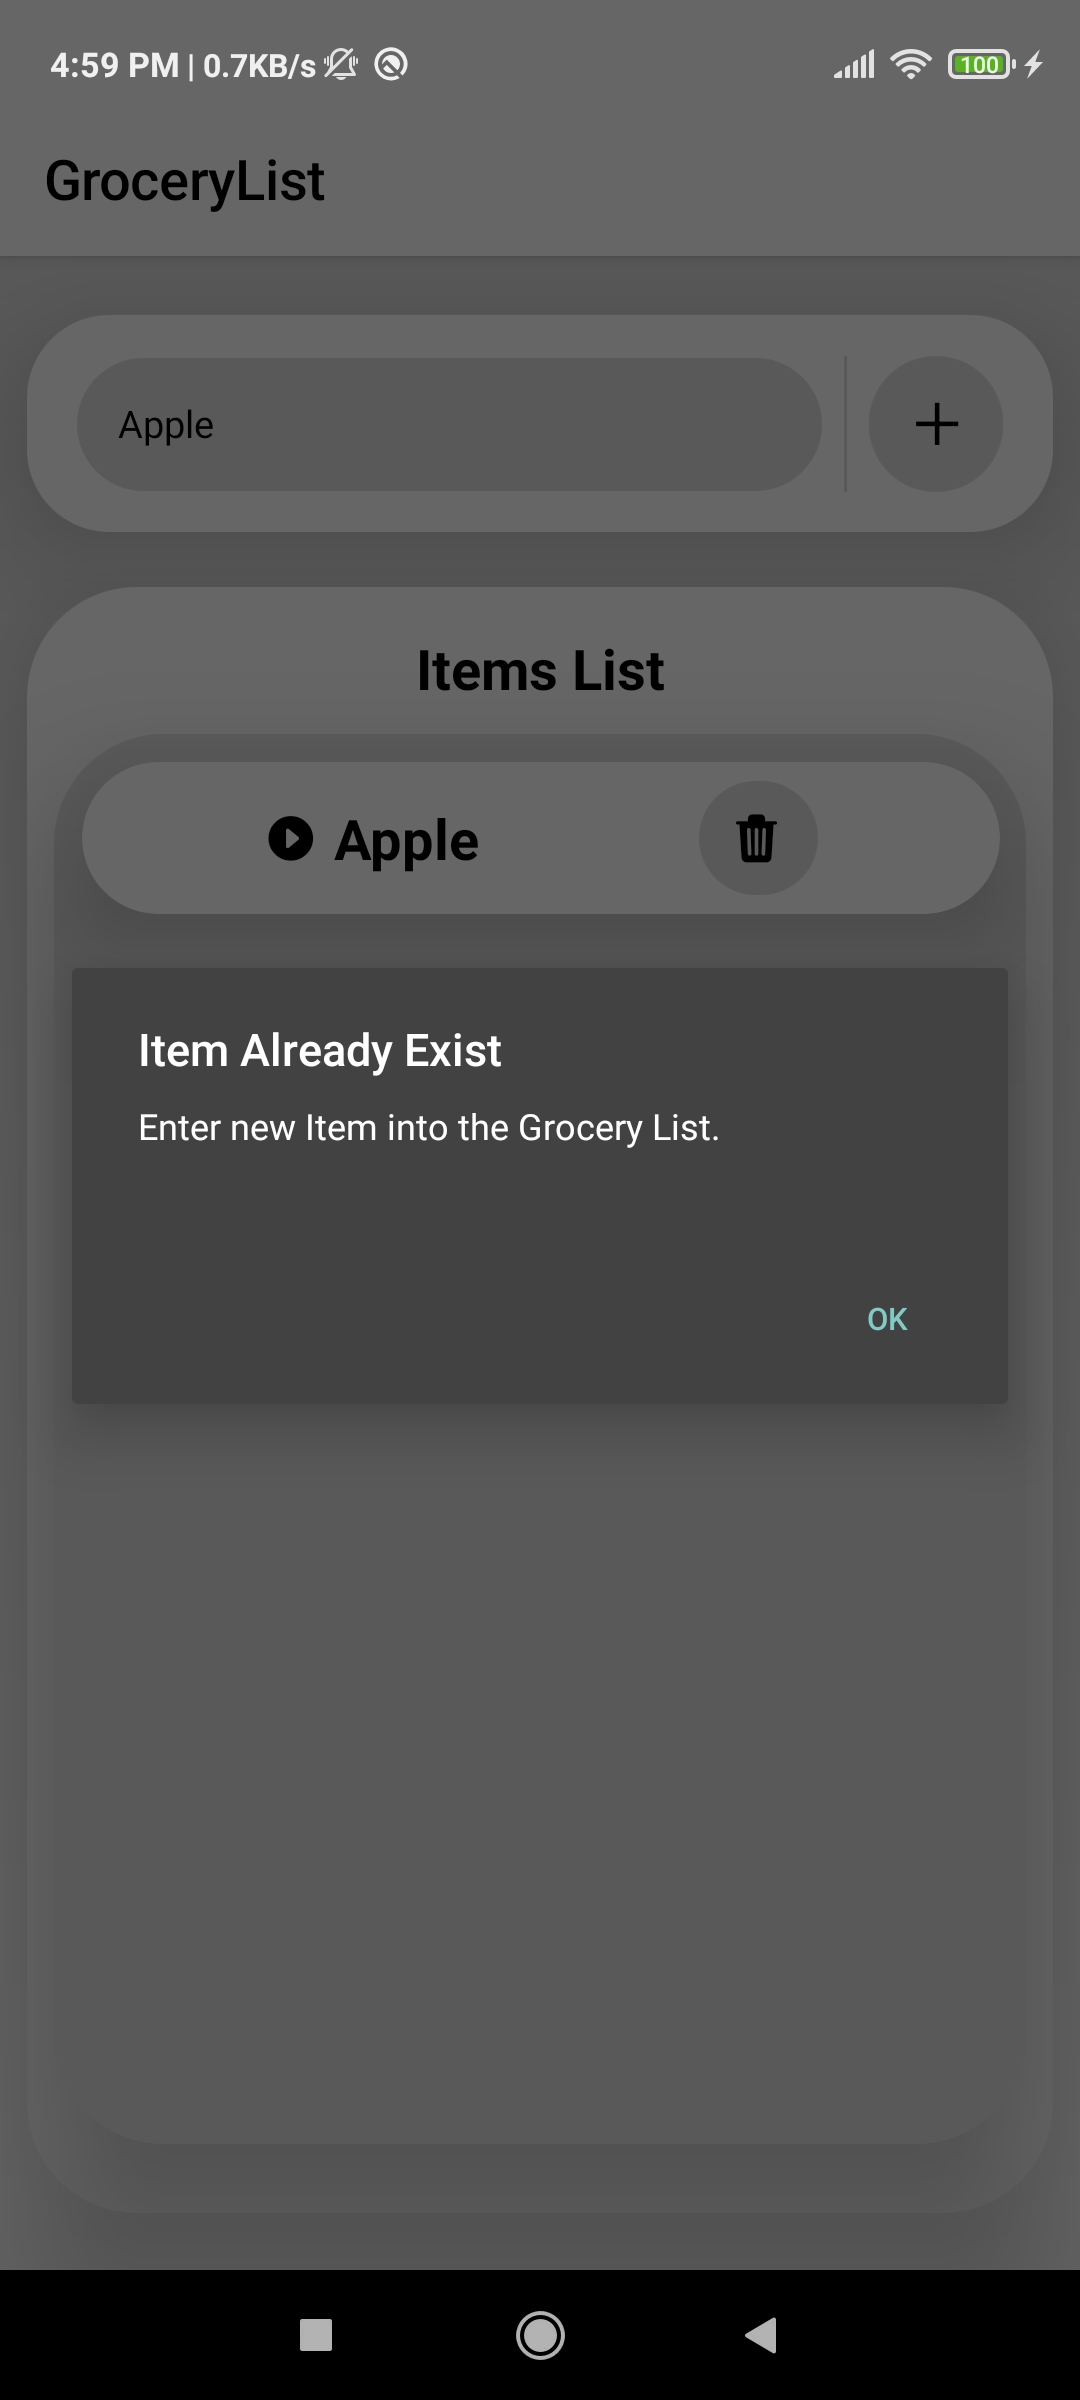 4:59 PM | 0.7KB/s 100
GroceryList
Apple
Items List
Apple
Item Already Exist
Enter new Item into the Grocery List.
OK